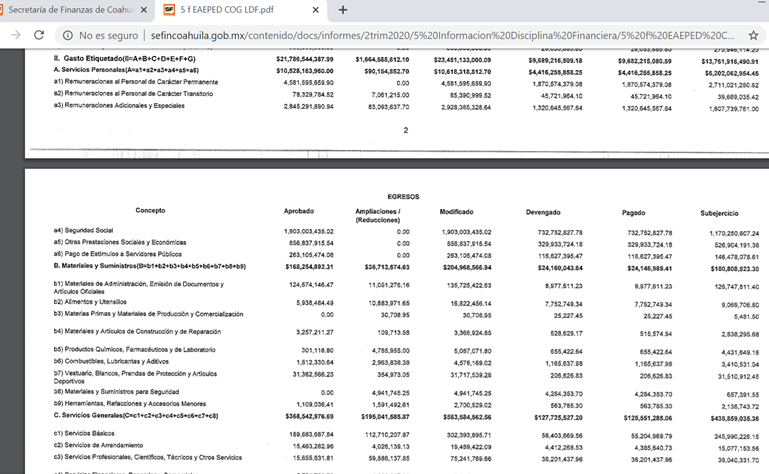 Secretaría de Finanzas de Coahuil
5 f EAEPED COG LDF.pdf
No es seguro | sefincoahuila.gob.mx/contenido/docs/informes/2trim2020/5%20Informacion%20Disciplina%20Financiera/5%20f%20EAEPED%20C...
II. Gasto Etiquetado(II=A+B+C+D+E+F+G) $21,786,544,387.99 $1,664,588,612.10 $23,451,133,000.09 $9,689,216,509.18 $9,682,215,080.59 $13,761,916,490.91
A. Servicios Personales(A=a1+a2+a3+a4+a5+a6) $10,528,163,960.00 $90,154,852.70 $10,618,318,812.70 $4,416,255,858.25 $4,416,255,858.25 $6,202,062,954.45
a1) Remuneraciones al Personal de Carácter Permanente 4,581,595,659.90 0.00 4,581,595,659.90 1,870,574,379.08 1,870,574,379.08 2,711,021,280.82
a2) Remuneraciones al Personal de Carácter Transitorio 78,329,784.52 7,061,215.00 85,390,999.52 45,721,964.10 45,721,964.10 39,669,035.42
a3) Remuneraciones Adicionales y Especiales 2,845,291,690.94 83,093,637.70 2,928,385,328.64 1,320,645,567.64 1,320,645,567.64 1,607,739,761.00
2
EGRESOS
Concepto Aprobado Ampliaciones / (Reducciones) Modificado Devengado Pagado Subejercicio
a4) Seguridad Social 1,903,003,435.02 0.00 1,903,003,435.02 732,752,827.78 732,752,827.78 1,170,250,607.24
a5) Otras Prestaciones Sociales y Económicas 856,837,915.54 0.00 856,837,915.54 329,933,724.18 329,933,724.18 526,904,191.36
a6) Pago de Estímulos a Servidores Públicos 263,105,474.08 0.00 263,105,474.08 116,627,395.47 116,627,395.47 146,478,078.61
B. Materiales y Suministros(B=b1+b2+b3+b4+b5+b6+b7+b8+b9) $168,254,892.31 $36,713,674.63 $204,968,566.94 $24,160,043.64 $24,146,989.41 $180,808,523.30
b1) Materiales de Administración, Emisión de Documentos y 124,674,146.47 11,051,276.16 135,725,422.63 8,977,611.23 8,977,611.23 126,747,811.40
Artículos Oficiales
b2) Alimentos y Utensilios 5,938,484.49 10,883,971.65 16,822,456.14 7,752,749.34 7,752,749.34 9,069,706.80
b3) Materias Primas y Materiales de Producción y Comercialización 0.00 30,708.95 30,708.95 25,227.45 25,227.45 5,481.50
b4) Materiales y Artículos de Construcción y de Reparación 3,257,211.27 109,713.58 3,366,924.85 528,629.17 515,574.94 2,838,295.68
b5) Productos Químicos, Farmacéuticos y de Laboratorio 301,116.80 4,785,955.00 5,087,071.80 655,422.64 655,422.64 4,431,649.16
b6) Combustibles, Lubricantes y Aditivos 1,612,330.64 2,963,838.38 4,576,169.02 1,165,637.98 1,165,637.98 3,410,531.04
b7) Vestuario, Blancos, Prendas de Protección y Artículos 31,362,566.23 354,973.05 31,717,539.28 206,626.83 206,626.83 31,510,912.45
Deportivos
b8) Materiales y Suministros para Seguridad 0.00 4,941,745.25 4,941,745.25 4,284,353.70 4,284,353.70 657,391.55
b9) Herramientas, Refacciones y Accesorios Menores 1,109,036.41 1,591,492.61 2,700,529.02 563,785.30 563,785.30 2,136,743.72
C. Servicios Generales(C=c1+c2+c3+c4+c5+c6+c7+c8) $368,542,976.69 $195,041,585.87 $563,584,562.56 $127,725,527.20 $125,551,285.06 $435,859,035.36
c1) Servicios Básicos 189,683,687.84 112,710,207.87 302,393,895.71 56,403,669.56 55,204,969.79 245,990,226.15
c2) Servicios de Arrendamiento 15,463,282.96 4,026,139.13 19,489,422.09 4,412,268.53 4,385,640.73 15,077,153.56
c3) Servicios Profesionales, Científicos, Técnicos y Otros Servicios 15,655,631.81 59,586,137.85 75,241,769.66 36,201,437.96 36,201,437.96 39,040,331.70